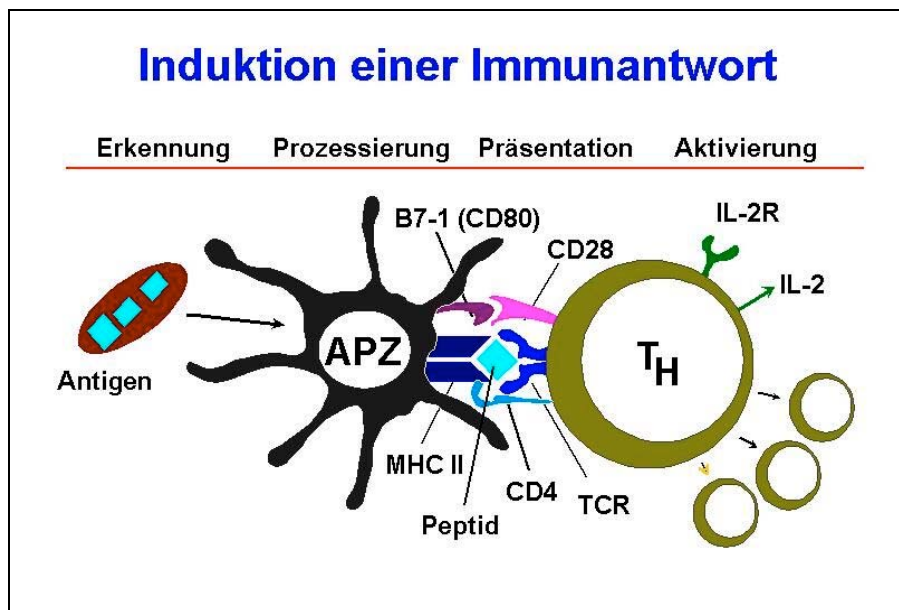 Induktion einer Immunantwort
Erkennung Prozessierung Präsentation Aktivierung
B7-1 (CD80)
CD28
IL-2R
IL-2
Antigen
APZ
TH
MHC II
CD4
TCR
Peptid